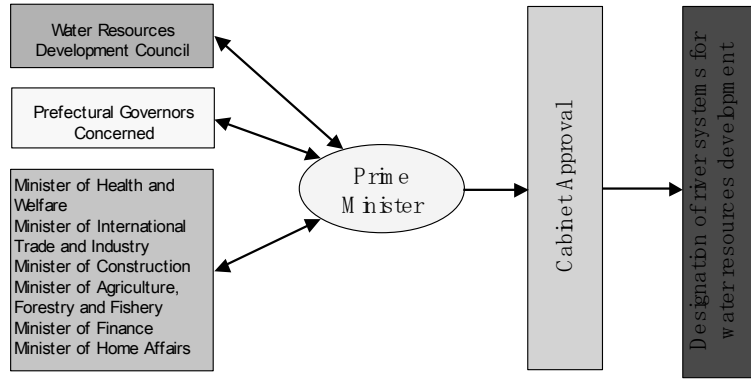 Water Resources
Development Council
Prefectural Governors
Concerned
Minister of Health and
Welfare
Minister of International
Trade and Industry
Minister of Construction
Minister of Agriculture,
Forestry and Fishery
Minister of Finance
Minister of Home Affairs
Prime
Minister
Cabinet Approval
Designation of river systems for
water resources development